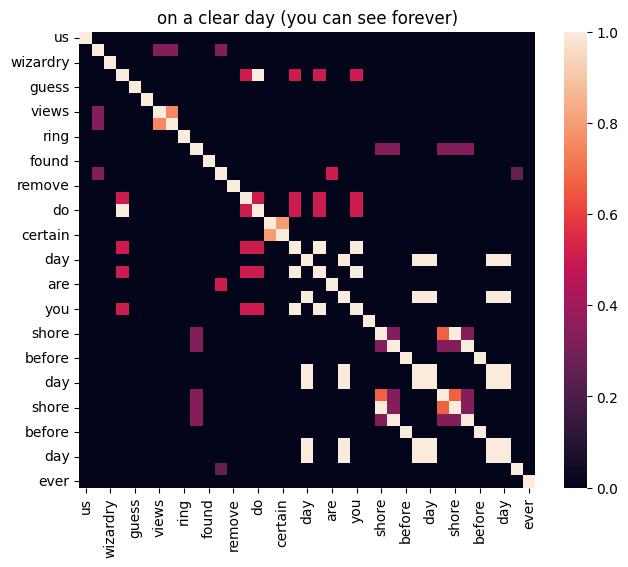 on a clear day (you can see forever)
us
wizardry
guess
views
ring
found
remove
do
certain
day
are
you
shore
before
day
shore
before
day
ever
us
wizardry
guess
views
ring
found
remove
do
certain
day
are
you
shore
before
day
shore
before
day
ever
1.0
0.8
0.6
0.4
0.2
0.0